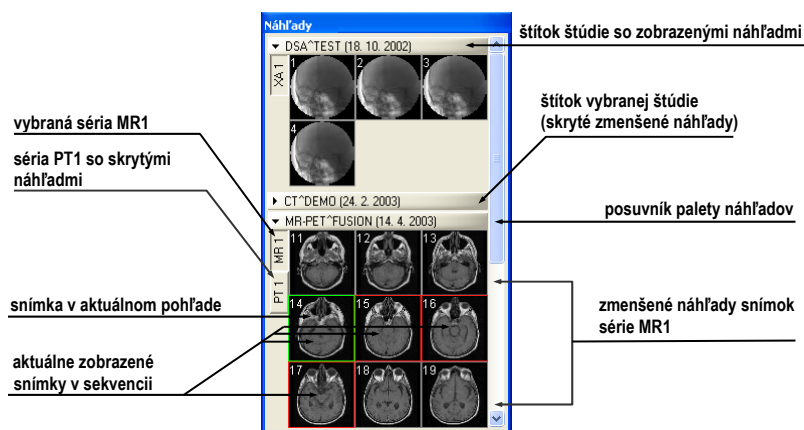 Náhľady
DSA^TEST (18. 10. 2002)
XA 1
1
2
3
4
CT^DEMO (24. 2. 2003)
MR-PET^FUSION (14. 4. 2003)
MR 1
PT 1
11
12
13
14
15
16
17
18
19
vybraná séria MR1
séria PT1 so skrytými
náhľadmi
snímka v aktuálnom pohľade
aktuálne zobrazené
snímky v sekvencii
štítok štúdie so zobrazenými náhľadmi
štítok vybranej štúdie
(skryté zmenšené náhľady)
posuvník palety náhľadov
zmenšené náhľady snímok
série MR1